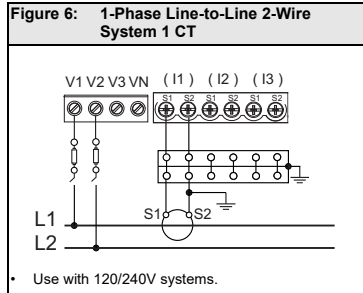 Figure 6: 1-Phase Line-to-Line 2-Wire
System 1 CT
V1 V2 V3 VN ( I1 ) ( I2 ) ( I3 )
S1 S2 S1 S2 S1 S2
S1 S2
L1
L2
• Use with 120/240V systems.